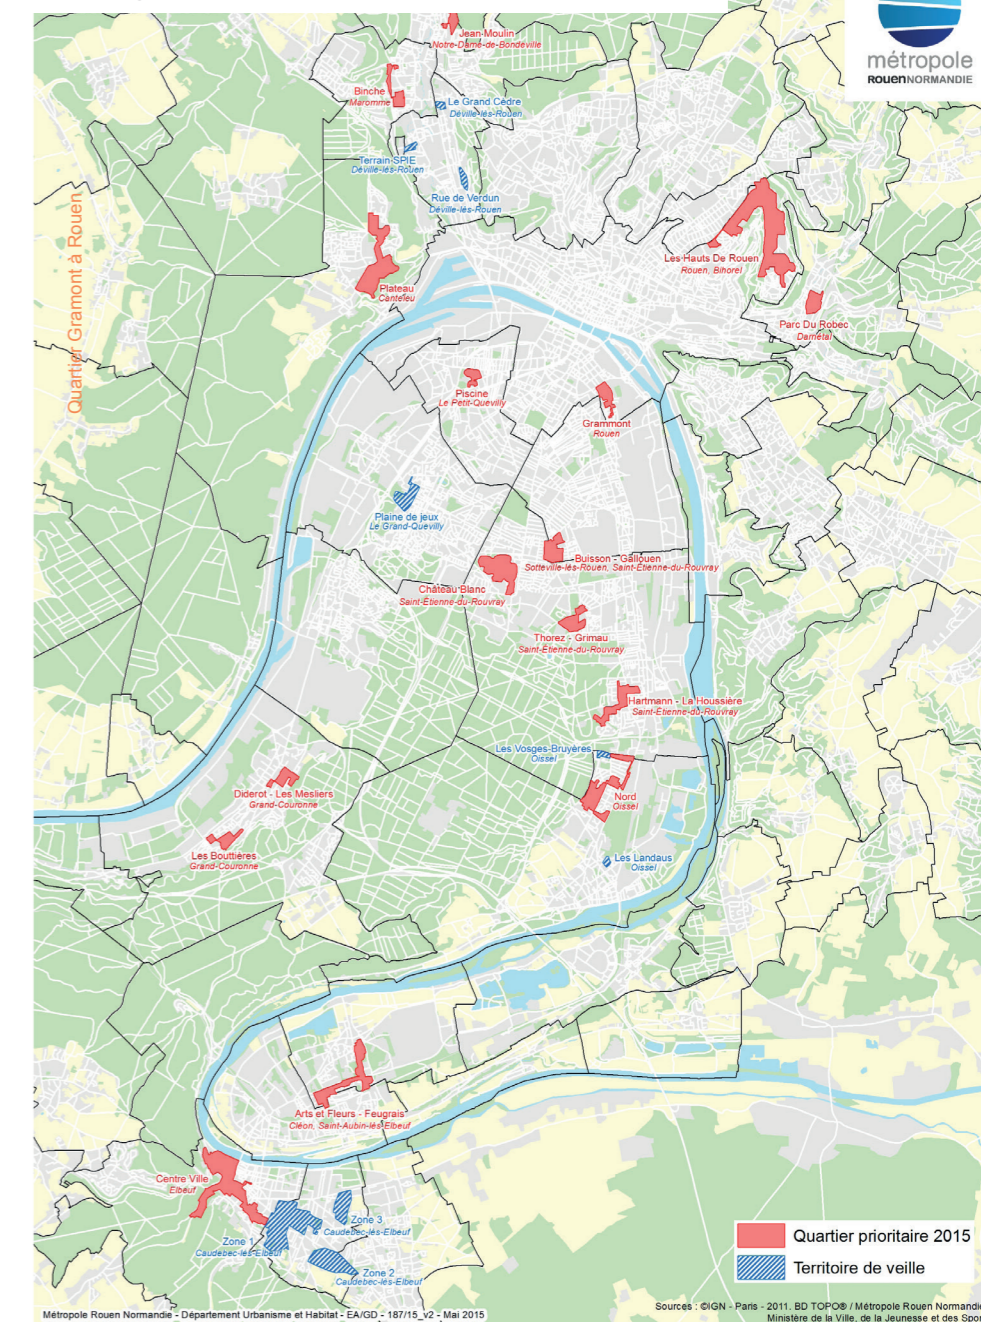 Jean-Moulin
Notre-Dame-de-Bondeville
métropole
ROUENNORMANDIE
Binche
Maromme
Le Grand Cèdre
Déville-lès-Rouen
Terrain SPIE
Déville-lès-Rouen
Rue de Verdun
Déville-lès-Rouen
Quartier Gramont à Rouen
Les Hauts De Rouen
Rouen, Bihorel
Plateau
Canteleu
Parc Du Robec
Darnétal
Piscine
Le Petit-Quevilly
Grammont
Rouen
Plaine de jeux
Le Grand-Quevilly
Buisson - Gallouen
Sotteville-lès-Rouen, Saint-Étienne-du-Rouvray
Château Blanc
Saint-Étienne-du-Rouvray
Thorez - Grimau
Saint-Étienne-du-Rouvray
Hartmann - La Houssière
Saint-Étienne-du-Rouvray
Les Vosges-Bruyères
Oissel
Diderot - Les Mesliers
Grand-Couronne
Nord
Oissel
Les Bouttières
Grand-Couronne
Les Landaus
Oissel
Arts et Fleurs - Feugrais
Cléon, Saint-Aubin-lès-Elbeuf
Centre Ville
Elbeuf
Zone 3
Caudebec-lès-Elbeuf
Zone 1
Caudebec-lès-Elbeuf
Zone 2
Caudebec-lès-Elbeuf
Quartier prioritaire 2015
Territoire de veille
Métropole Rouen Normandie - Département Urbanisme et Habitat - EA/GD - 187/15_v2 - Mai 2015
Sources : ©IGN - Paris - 2011. BD TOPO® / Métropole Rouen Normandie
Ministère de la Ville, de la Jeunesse et des Spor